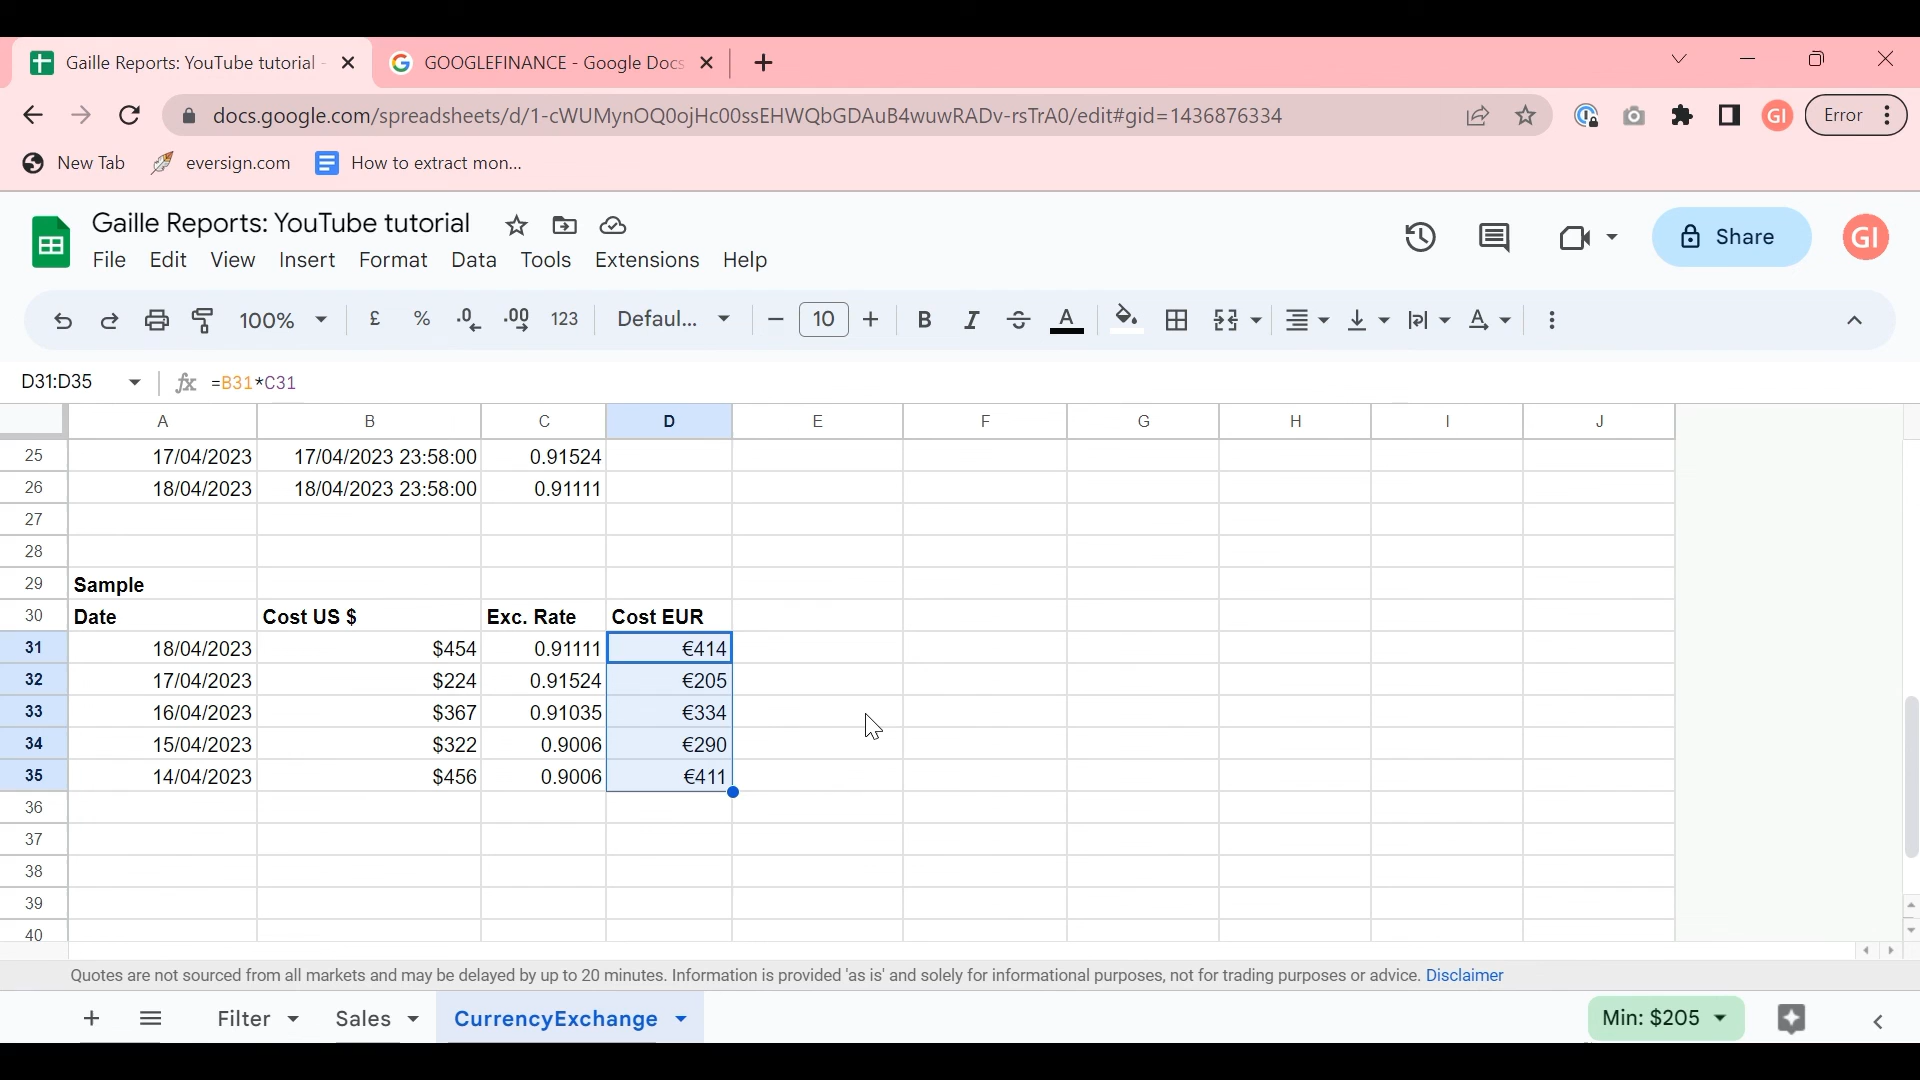 Gaille Reports: YouTube tutorial -
GOOGLEFINANCE - Google Docs
docs.google.com/spreadsheets/d/1-cWUMynOQ0ojHc00ssEHWQbGDAuB4wuwRADv-rsTrA0/edit#gid=1436876334
GI
Error
New Tab
eversign.com
How to extract mon...
Gaille Reports: YouTube tutorial
File Edit View Insert Format Data Tools Extensions Help
Share
GI
100% £ % .0 .00 123 Defaul... 10 B I S A
D31:D35 fx =B31*C31
A B C D E F G H I J
25 17/04/2023 17/04/2023 23:58:00 0.91524
26 18/04/2023 18/04/2023 23:58:00 0.91111
27
28
29 Sample
30 Date Cost US $ Exc. Rate Cost EUR
31 18/04/2023 $454 0.91111 €414
32 17/04/2023 $224 0.91524 €205
33 16/04/2023 $367 0.91035 €334
34 15/04/2023 $322 0.9006 €290
35 14/04/2023 $456 0.9006 €411
36
37
38
39
40
Quotes are not sourced from all markets and may be delayed by up to 20 minutes. Information is provided 'as is' and solely for informational purposes, not for trading purposes or advice. Disclaimer
Filter Sales CurrencyExchange Min: $205